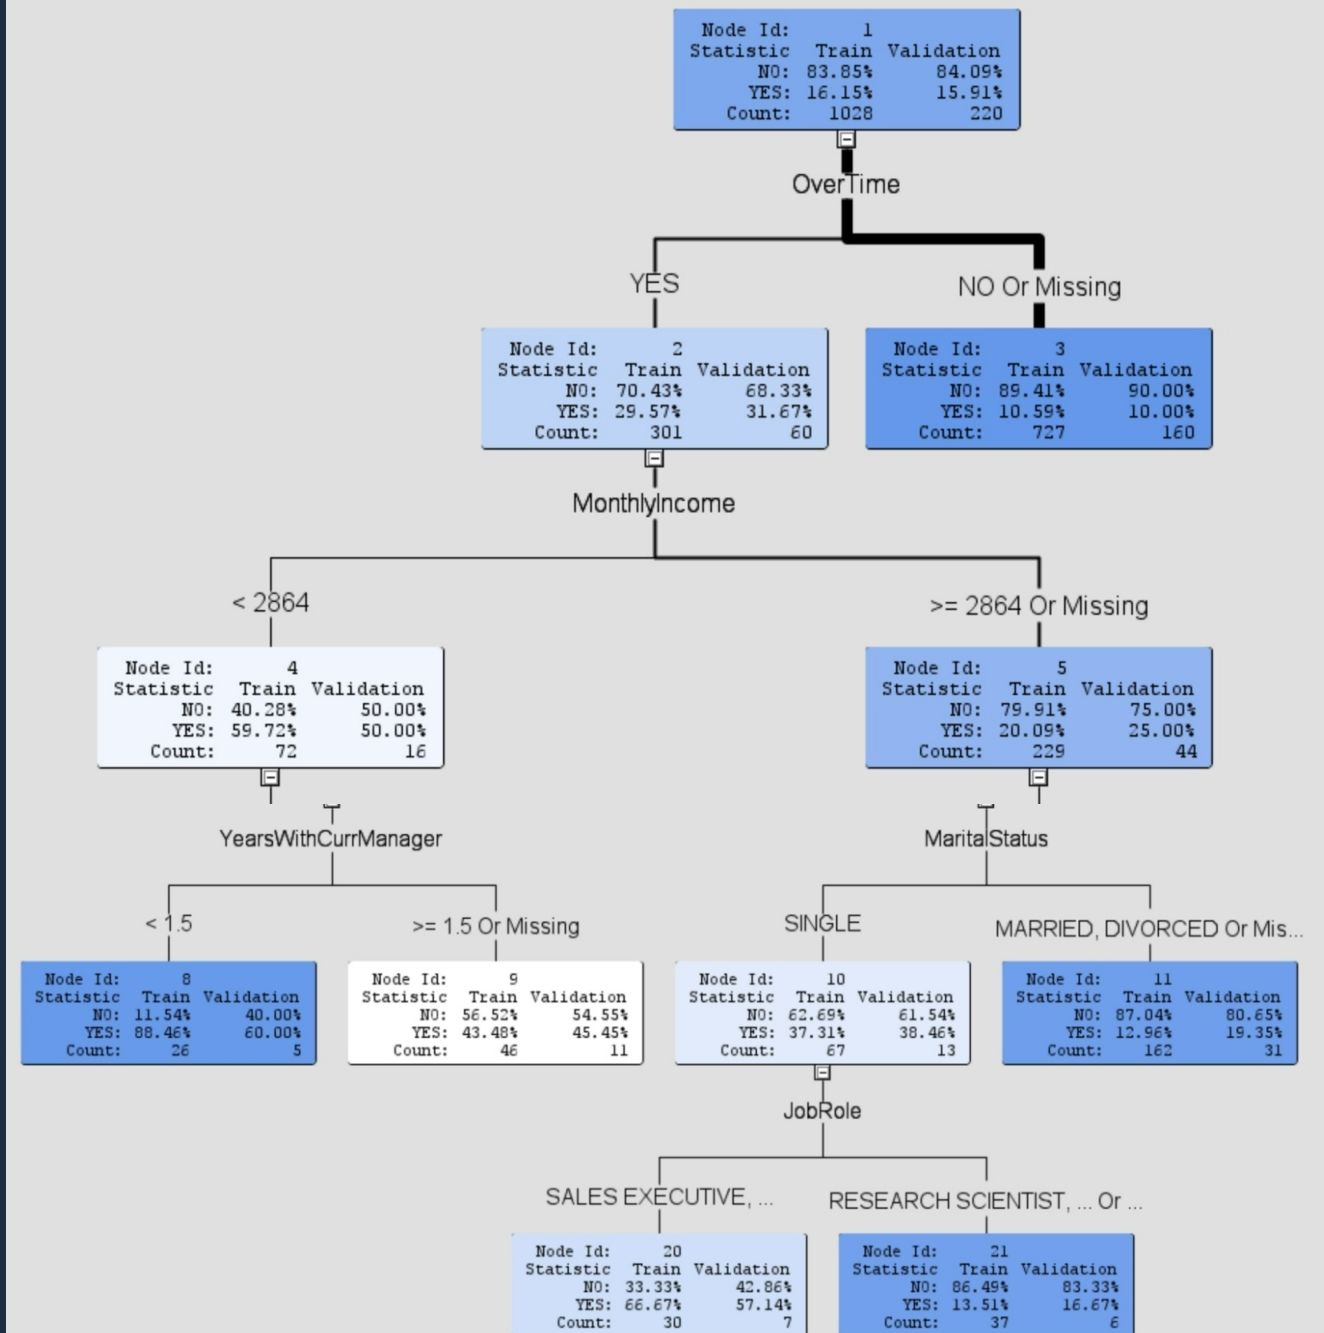 Node Id: 1
Statistic Train Validation
NO: 83.85% 84.09%
YES: 16.15% 15.91%
Count: 1028 220
OverTime
YES
NO Or Missing
Node Id: 2
Statistic Train Validation
NO: 70.43% 68.33%
YES: 29.57% 31.67%
Count: 301 60
Node Id: 3
Statistic Train Validation
NO: 89.41% 90.00%
YES: 10.59% 10.00%
Count: 727 160
MonthlyIncome
< 2864
>= 2864 Or Missing
Node Id: 4
Statistic Train Validation
NO: 40.28% 50.00%
YES: 59.72% 50.00%
Count: 72 16
Node Id: 5
Statistic Train Validation
NO: 79.91% 75.00%
YES: 20.09% 25.00%
Count: 229 44
YearsWithCurrManager
MaritalStatus
< 1.5
>= 1.5 Or Missing
SINGLE
MARRIED, DIVORCED Or Mis...
Node Id: 8
Statistic Train Validation
NO: 11.54% 40.00%
YES: 88.46% 60.00%
Count: 26 5
Node Id: 9
Statistic Train Validation
NO: 56.52% 54.55%
YES: 43.48% 45.45%
Count: 46 11
Node Id: 10
Statistic Train Validation
NO: 62.69% 61.54%
YES: 37.31% 38.46%
Count: 67 13
Node Id: 11
Statistic Train Validation
NO: 87.04% 80.65%
YES: 12.96% 19.35%
Count: 162 31
JobRole
SALES EXECUTIVE, ...
RESEARCH SCIENTIST, ... Or ...
Node Id: 20
Statistic Train Validation
NO: 33.33% 42.86%
YES: 66.67% 57.14%
Count: 30 7
Node Id: 21
Statistic Train Validation
NO: 86.49% 83.33%
YES: 13.51% 16.67%
Count: 37 6